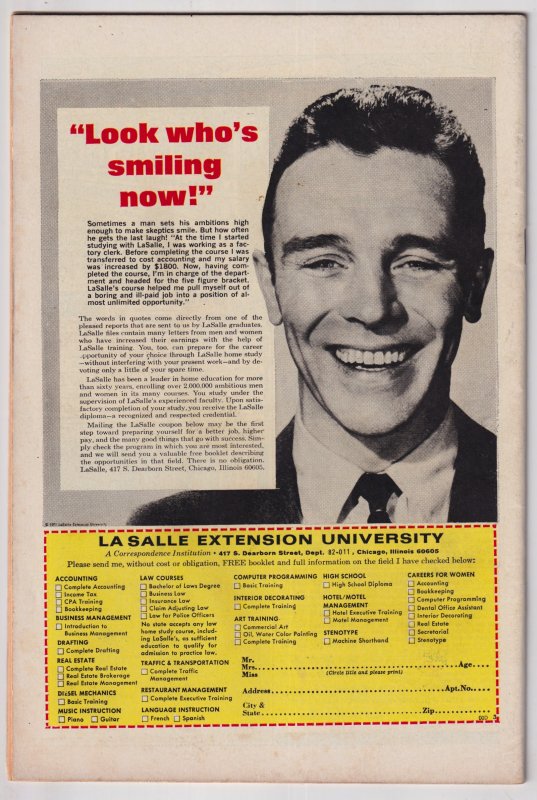 "Look who's
smiling
now!"
Sometimes a man sets his ambitions high
enough to make skeptics smile. But how often
he gets the last laugh! "At the time I started
studying with LaSalle, I was working as a fac-
tory clerk. Before completing the course I was
transferred to cost accounting and my salary
was increased by $1800. Now, having com-
pleted the course, I'm in charge of the depart-
ment and headed for the five figure bracket.
LaSalle's course helped me pull myself out of
a boring and ill-paid job into a position of al-
most unlimited opportunity."
The words in quotes come directly from one of the
pleased reports that are sent to us by LaSalle graduates.
LaSalle files contain many letters from men and women
who have increased their earnings with the help of
LaSalle training. You, too, can prepare for the career
opportunity of your choice through LaSalle home study
—without interfering with your present work—and by de-
voting only a little of your spare time.
LaSalle has been a leader in home education for more
than sixty years, enrolling over 2,000,000 ambitious men
and women in its many courses. You study under the
supervision of LaSalle's experienced faculty. Upon satis-
factory completion of your study, you receive the LaSalle
diploma—a recognized and respected credential.
Mailing the LaSalle coupon below may be the first
step toward preparing yourself for a better job, higher
pay, and the many good things that go with success. Sim-
ply check the program in which you are most interested,
and we will send you a valuable free booklet describing
the opportunities in that field. There is no obligation.
LaSalle, 417 S. Dearborn Street, Chicago, Illinois 60605.
© 1971 LaSalle Extension University
LA SALLE EXTENSION UNIVERSITY
A Correspondence Institution • 417 S. Dearborn Street, Dept. 82-011, Chicago, Illinois 60605
Please send me, without cost or obligation, FREE booklet and full information on the field I have checked below:
ACCOUNTING
Complete Accounting
Income Tax
CPA Training
Bookkeeping
BUSINESS MANAGEMENT
Introduction to
Business Management
DRAFTING
Complete Drafting
REAL ESTATE
Complete Real Estate
Real Estate Brokerage
Real Estate Management
DIESEL MECHANICS
Basic Training
MUSIC INSTRUCTION
Piano Guitar
LAW COURSES
Bachelor of Laws Degree
Business Law
Insurance Law
Claim Adjusting Law
Law for Police Officers
No state accepts any law
home study course, includ-
ing LaSalle's, as sufficient
education to qualify for
admission to practice law.
TRAFFIC & TRANSPORTATION
Complete Traffic
Management
RESTAURANT MANAGEMENT
Complete Executive Training
LANGUAGE INSTRUCTION
French Spanish
COMPUTER PROGRAMMING
Basic Training
INTERIOR DECORATING
Complete Training
ART TRAINING
Commercial Art
Oil, Water Color Painting
Complete Training
HIGH SCHOOL
High School Diploma
HOTEL/MOTEL
MANAGEMENT
Hotel Executive Training
Motel Management
STENOTYPE
Machine Shorthand
CAREERS FOR WOMEN
Accounting
Bookkeeping
Computer Programming
Dental Office Assistant
Interior Decorating
Real Estate
Secretarial
Stenotype
Mr.
Mrs.
Miss Age
(Circle title and please print)
Address Apt.No.
City &
State Zip